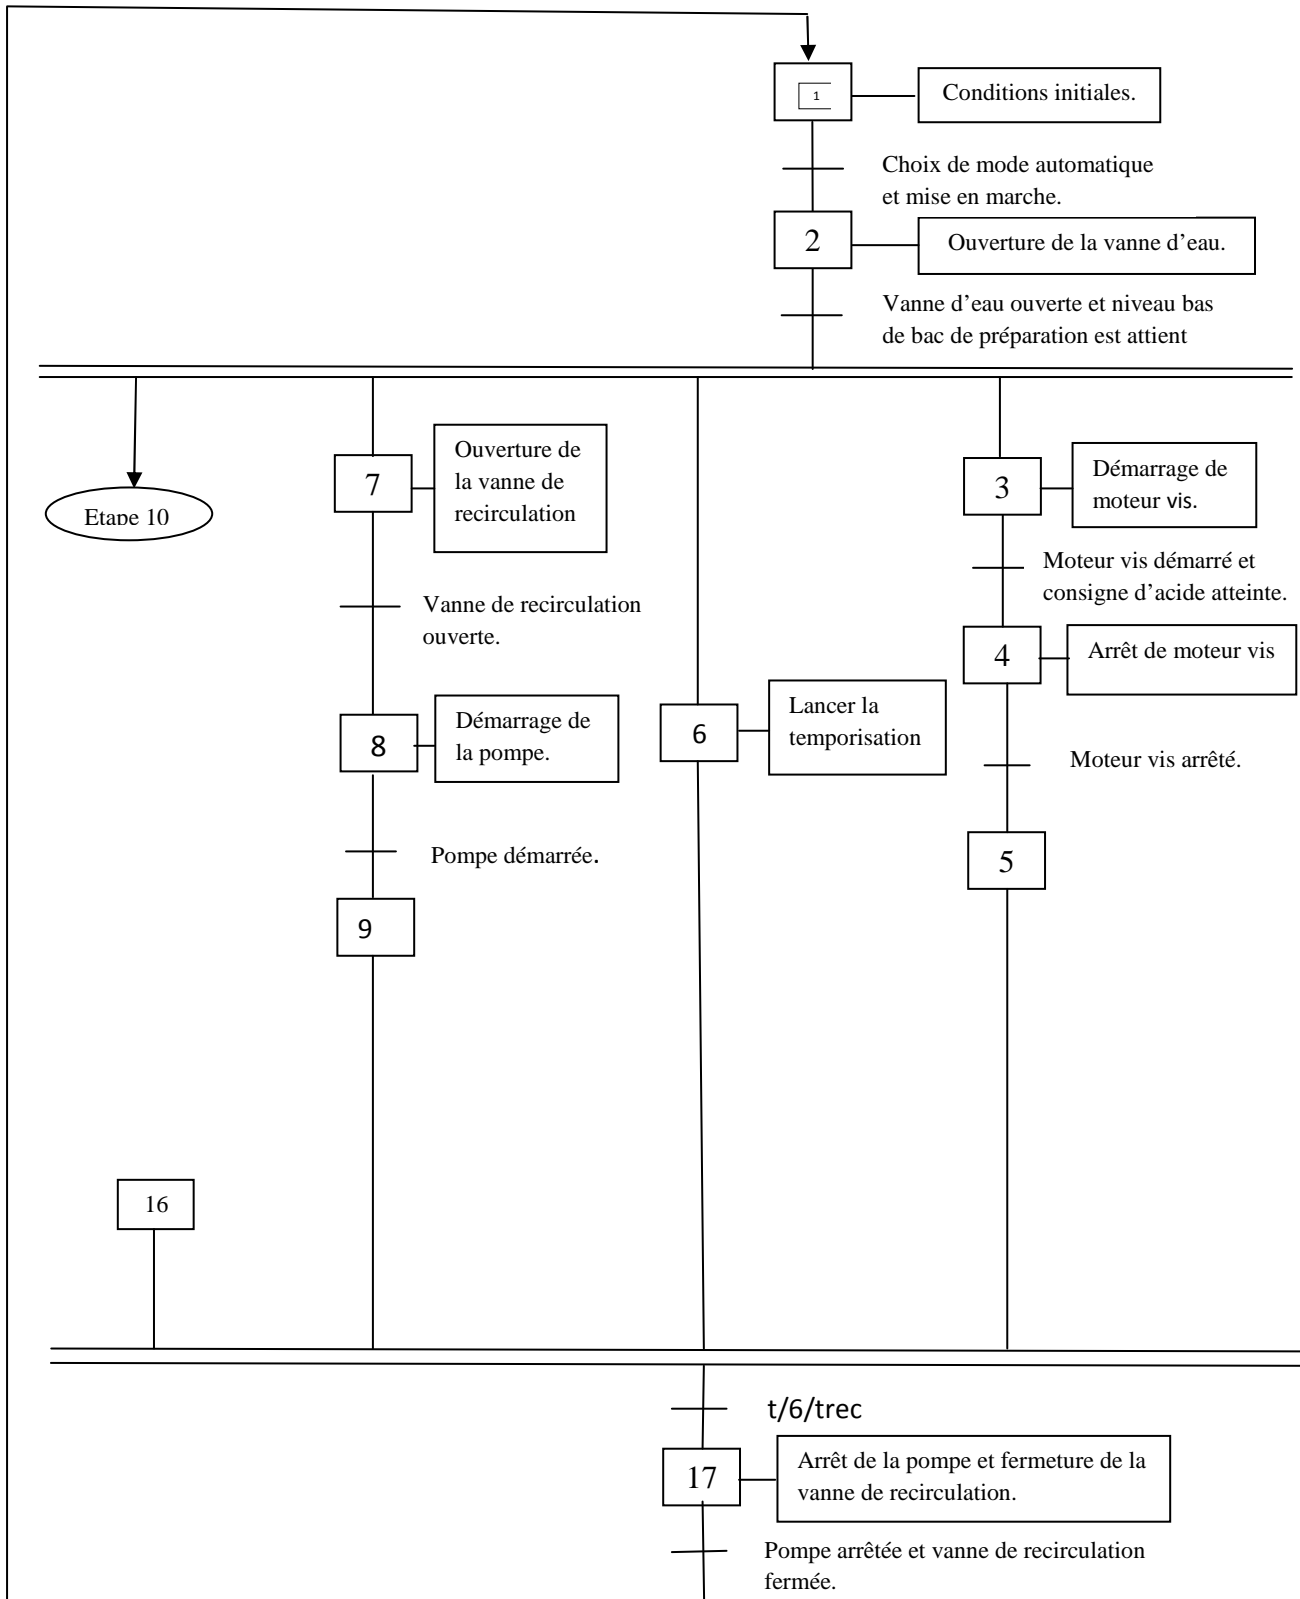 1
Conditions initiales.
Choix de mode automatique
et mise en marche.
2
Ouverture de la vanne d’eau.
Vanne d’eau ouverte et niveau bas
de bac de préparation est attient
Etape 10
7
Ouverture de
la vanne de
recirculation
Vanne de recirculation
ouverte.
8
Démarrage de
la pompe.
Pompe démarrée.
9
6
Lancer la
temporisation
3
Démarrage de
moteur vis.
Moteur vis démarré et
consigne d’acide atteinte.
4
Arrêt de moteur vis
Moteur vis arrêté.
5
16
t/6/trec
17
Arrêt de la pompe et fermeture de la
vanne de recirculation.
Pompe arrêtée et vanne de recirculation
fermée.